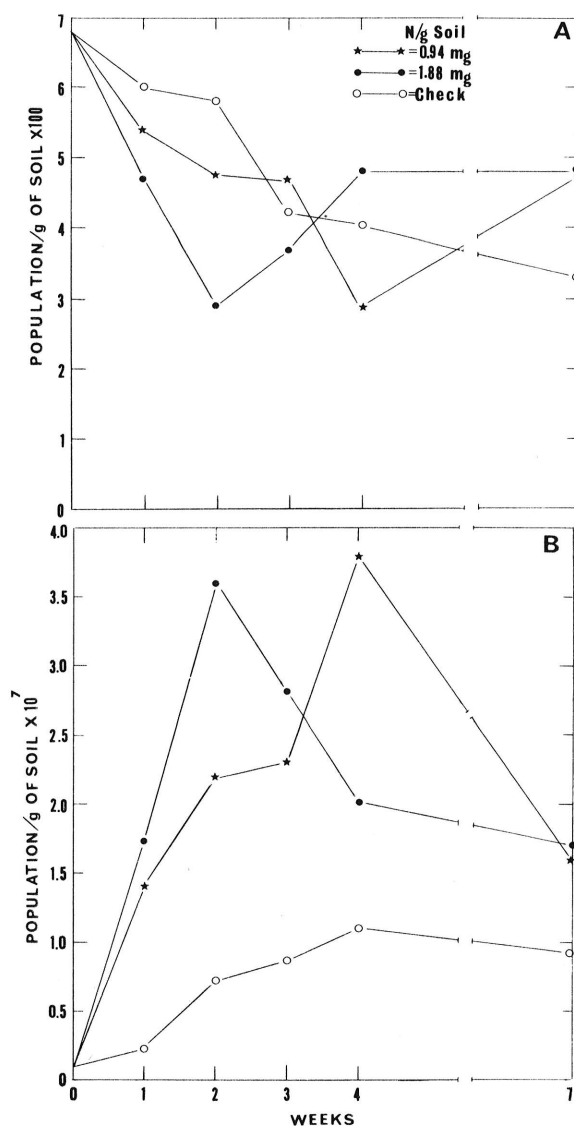 A
N/g Soil
★—★=0.94 mg
●—●=1.88 mg
○—○=Check
POPULATION/g OF SOIL X100
7
6
5
4
3
2
1
0
B
POPULATION/g OF SOIL X 10⁷
4.0
3.5
3.0
2.5
2.0
1.5
1.0
0.5
0
0 1 2 3 4 7
WEEKS